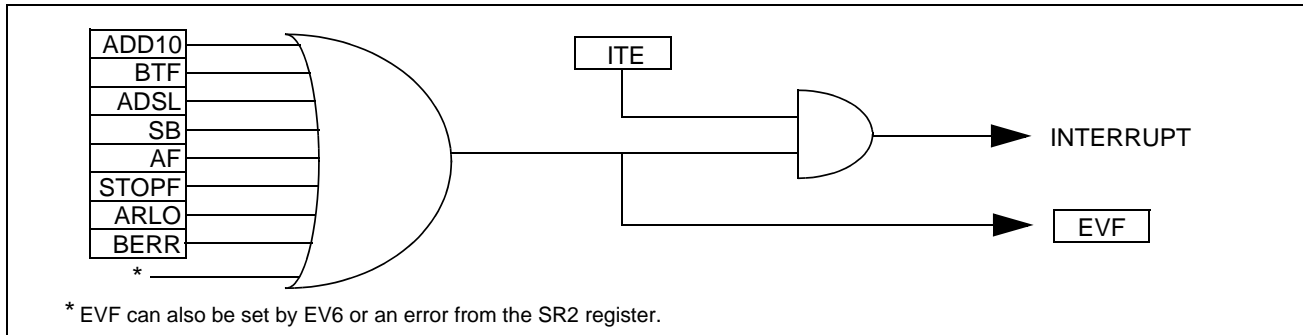 ADD10
BTF
ADSL
SB
AF
STOPF
ARLO
BERR
*
ITE
INTERRUPT
EVF
* EVF can also be set by EV6 or an error from the SR2 register.